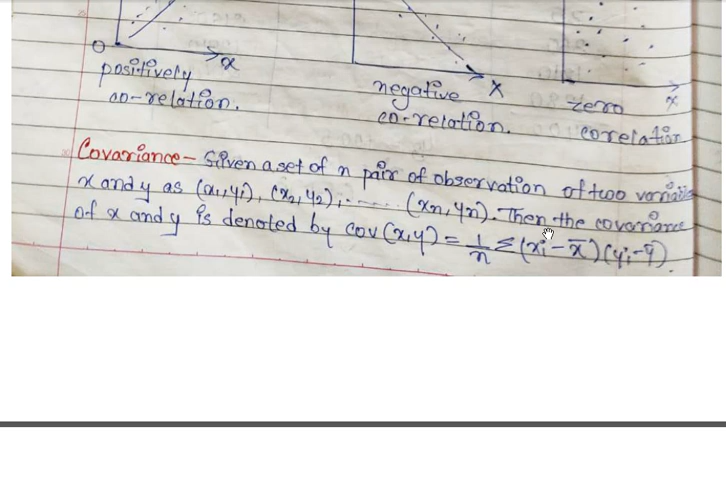 O
x
positively
co-relation.
X
negative
co-relation.
x
zero
corelation
Covariance - Given a set of n pair of observation of two variable
x and y as (x₁,y₁), (x₂,y₂), ...... (xn,yn). Then the covariance
of x and y is denoted by cov(x,y) = 1/n Σ(xi-x̄)(yi-ȳ).